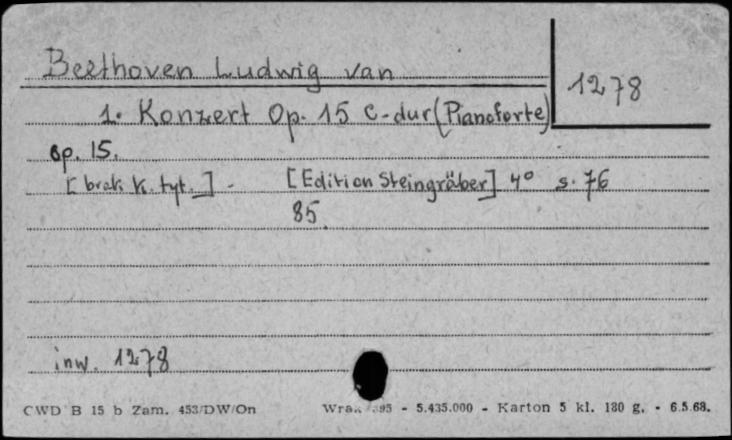 Beethoven Ludwig van
1278
1. Konzert Op. 15 C-dur (Pianoforte)
op. 15.
[brak k. tyt.] - [Edition Steingräber] 4° s. 76
85.
inw. 1278
CWD B 15 b Zam. 453/DW/On - 5.435.000 - Karton 5 kl. 180 g. - 6.5.68.